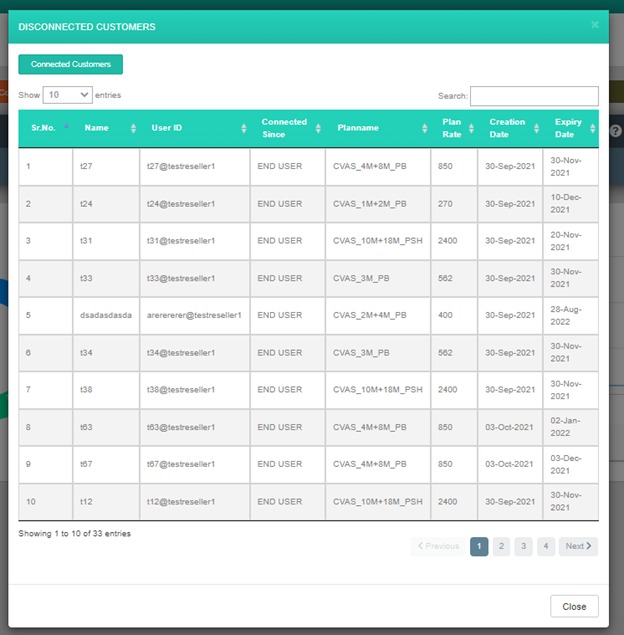 DISCONNECTED CUSTOMERS ×
Connected Customers
Show 10 entries Search:
Sr.No. Name User ID Connected Since Planname Plan Rate Creation Date Expiry Date
1 t27 t27@testreseller1 END USER CVAS_4M+8M_PB 850 30-Sep-2021 30-Nov-2021
2 t24 t24@testreseller1 END USER CVAS_1M+2M_PB 270 30-Sep-2021 10-Dec-2021
3 t31 t31@testreseller1 END USER CVAS_10M+18M_PSH 2400 30-Sep-2021 20-Nov-2021
4 t33 t33@testreseller1 END USER CVAS_3M_PB 562 30-Sep-2021 30-Nov-2021
5 dsadasdasda arererer​er@testreseller1 END USER CVAS_2M+4M_PB 400 30-Sep-2021 28-Aug-2022
6 t34 t34@testreseller1 END USER CVAS_3M_PB 562 30-Sep-2021 30-Nov-2021
7 t38 t38@testreseller1 END USER CVAS_10M+18M_PSH 2400 30-Sep-2021 30-Nov-2021
8 t63 t63@testreseller1 END USER CVAS_4M+8M_PB 850 03-Oct-2021 02-Jan-2022
9 t67 t67@testreseller1 END USER CVAS_4M+8M_PB 850 03-Oct-2021 03-Dec-2021
10 t12 t12@testreseller1 END USER CVAS_10M+18M_PSH 2400 30-Sep-2021 30-Nov-2021
Showing 1 to 10 of 33 entries
Previous 1 2 3 4 Next
Close